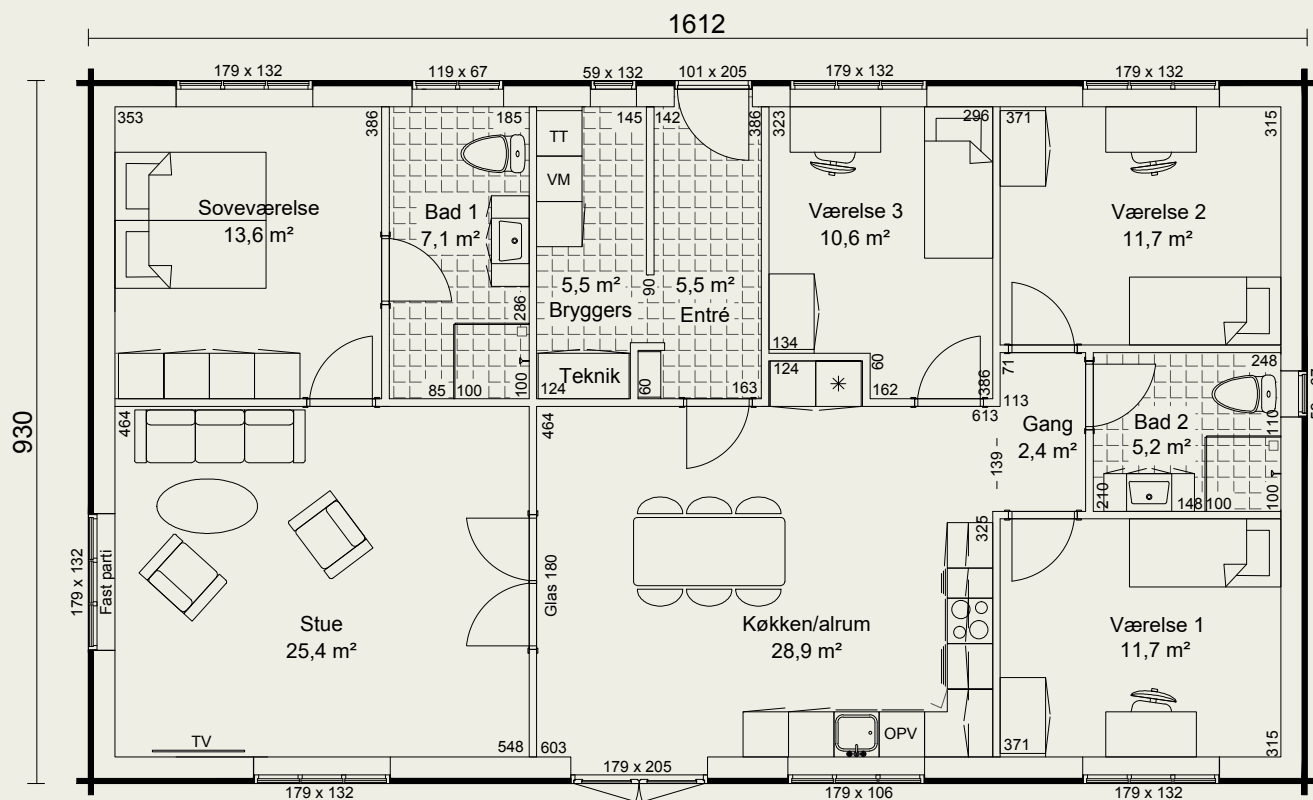 1612
179 x 132
119 x 67
59 x 132
101 x 205
179 x 132
179 x 132
930
353
386
185
TT
145
142
386
323
296
371
315
VM
Soveværelse
13,6 m²
Bad 1
7,1 m²
Værelse 3
10,6 m²
Værelse 2
11,7 m²
5,5 m²
Bryggers
90
5,5 m²
Entré
286
134
60
124
162
386
71
248
85
100
100
124
Teknik
60
163
113
613
464
464
Gang
2,4 m²
Bad 2
5,2 m²
110
139
210
148
100
100
325
179 x 132
Fast parti
Glas 180
Stue
25,4 m²
Køkken/alrum
28,9 m²
Værelse 1
11,7 m²
TV
548
603
OPV
371
315
179 x 132
179 x 205
179 x 106
179 x 132